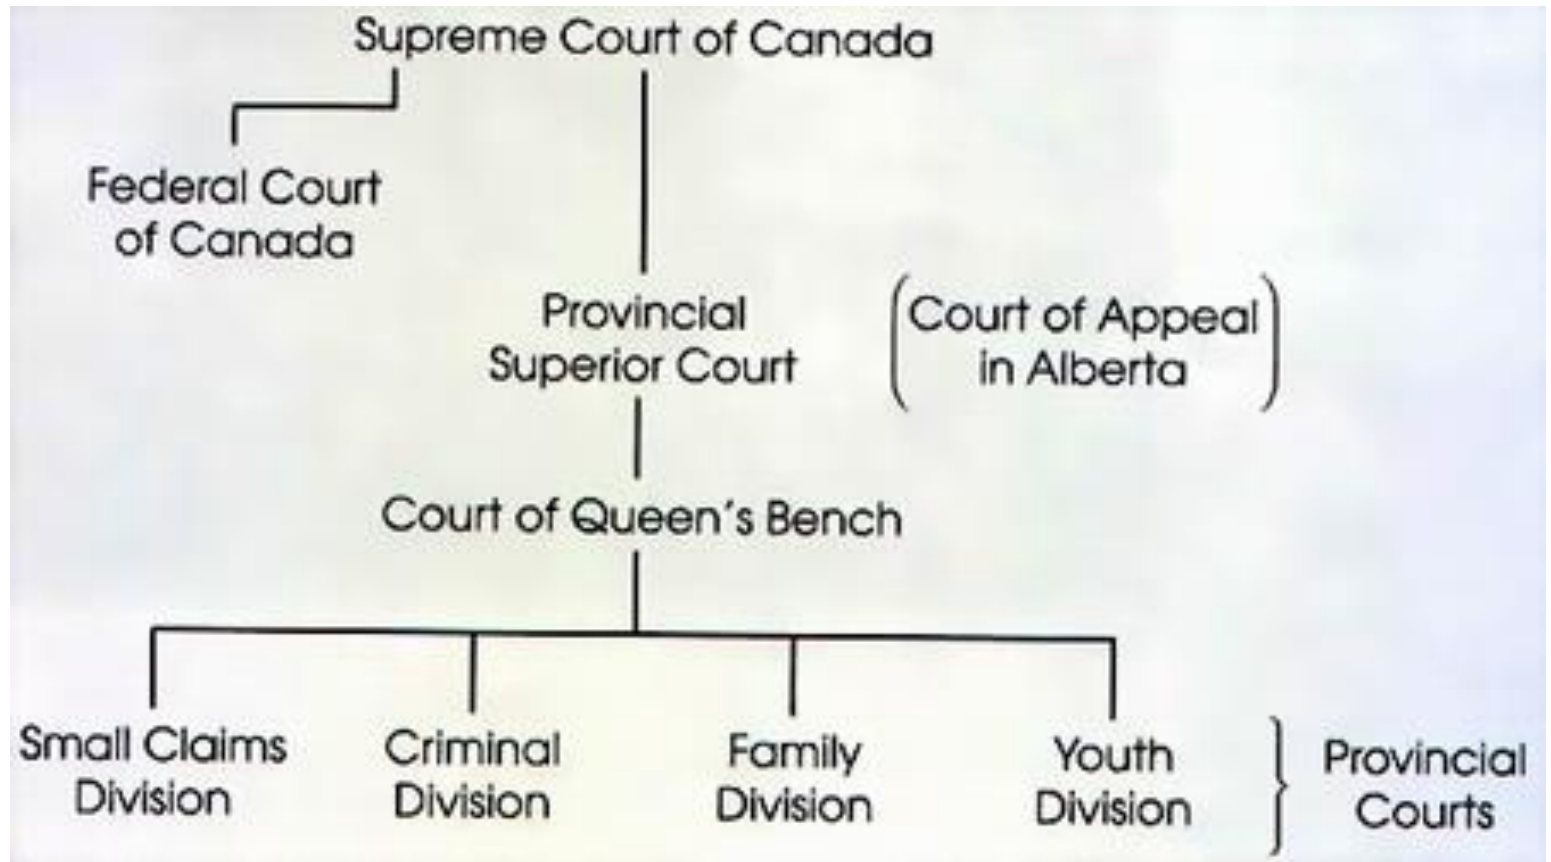 Supreme Court of Canada
Federal Court
of Canada
Provincial
Superior Court
(Court of Appeal
in Alberta)
Court of Queen's Bench
Small Claims
Division
Criminal
Division
Family
Division
Youth
Division
} Provincial
Courts